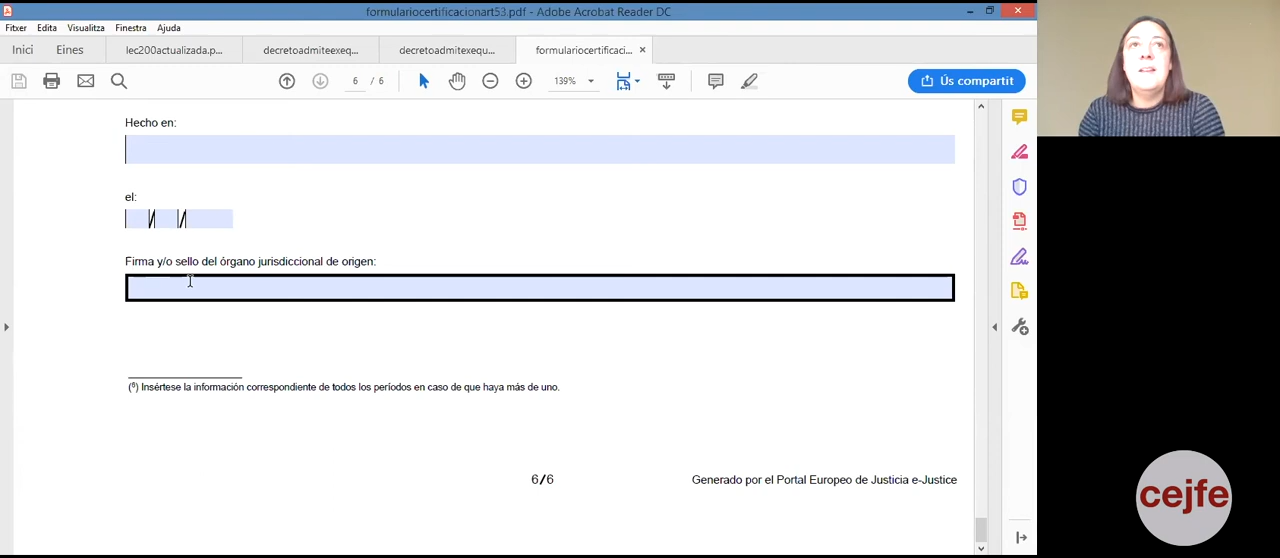 formulariocertificacionart53.pdf - Adobe Acrobat Reader DC
Fitxer Edita Visualitza Finestra Ajuda
Inici Eines lec200actualizada.p... decretoadmiteexeq... decretoadmitexequ... formulariocertificaci... ×
6 / 6 139% Ús compartit
Hecho en:
el:
/ /
Firma y/o sello del órgano jurisdiccional de origen:
(⁶) Insértese la información correspondiente de todos los períodos en caso de que haya más de uno.
6/6 Generado por el Portal Europeo de Justicia e-Justice
cejfe